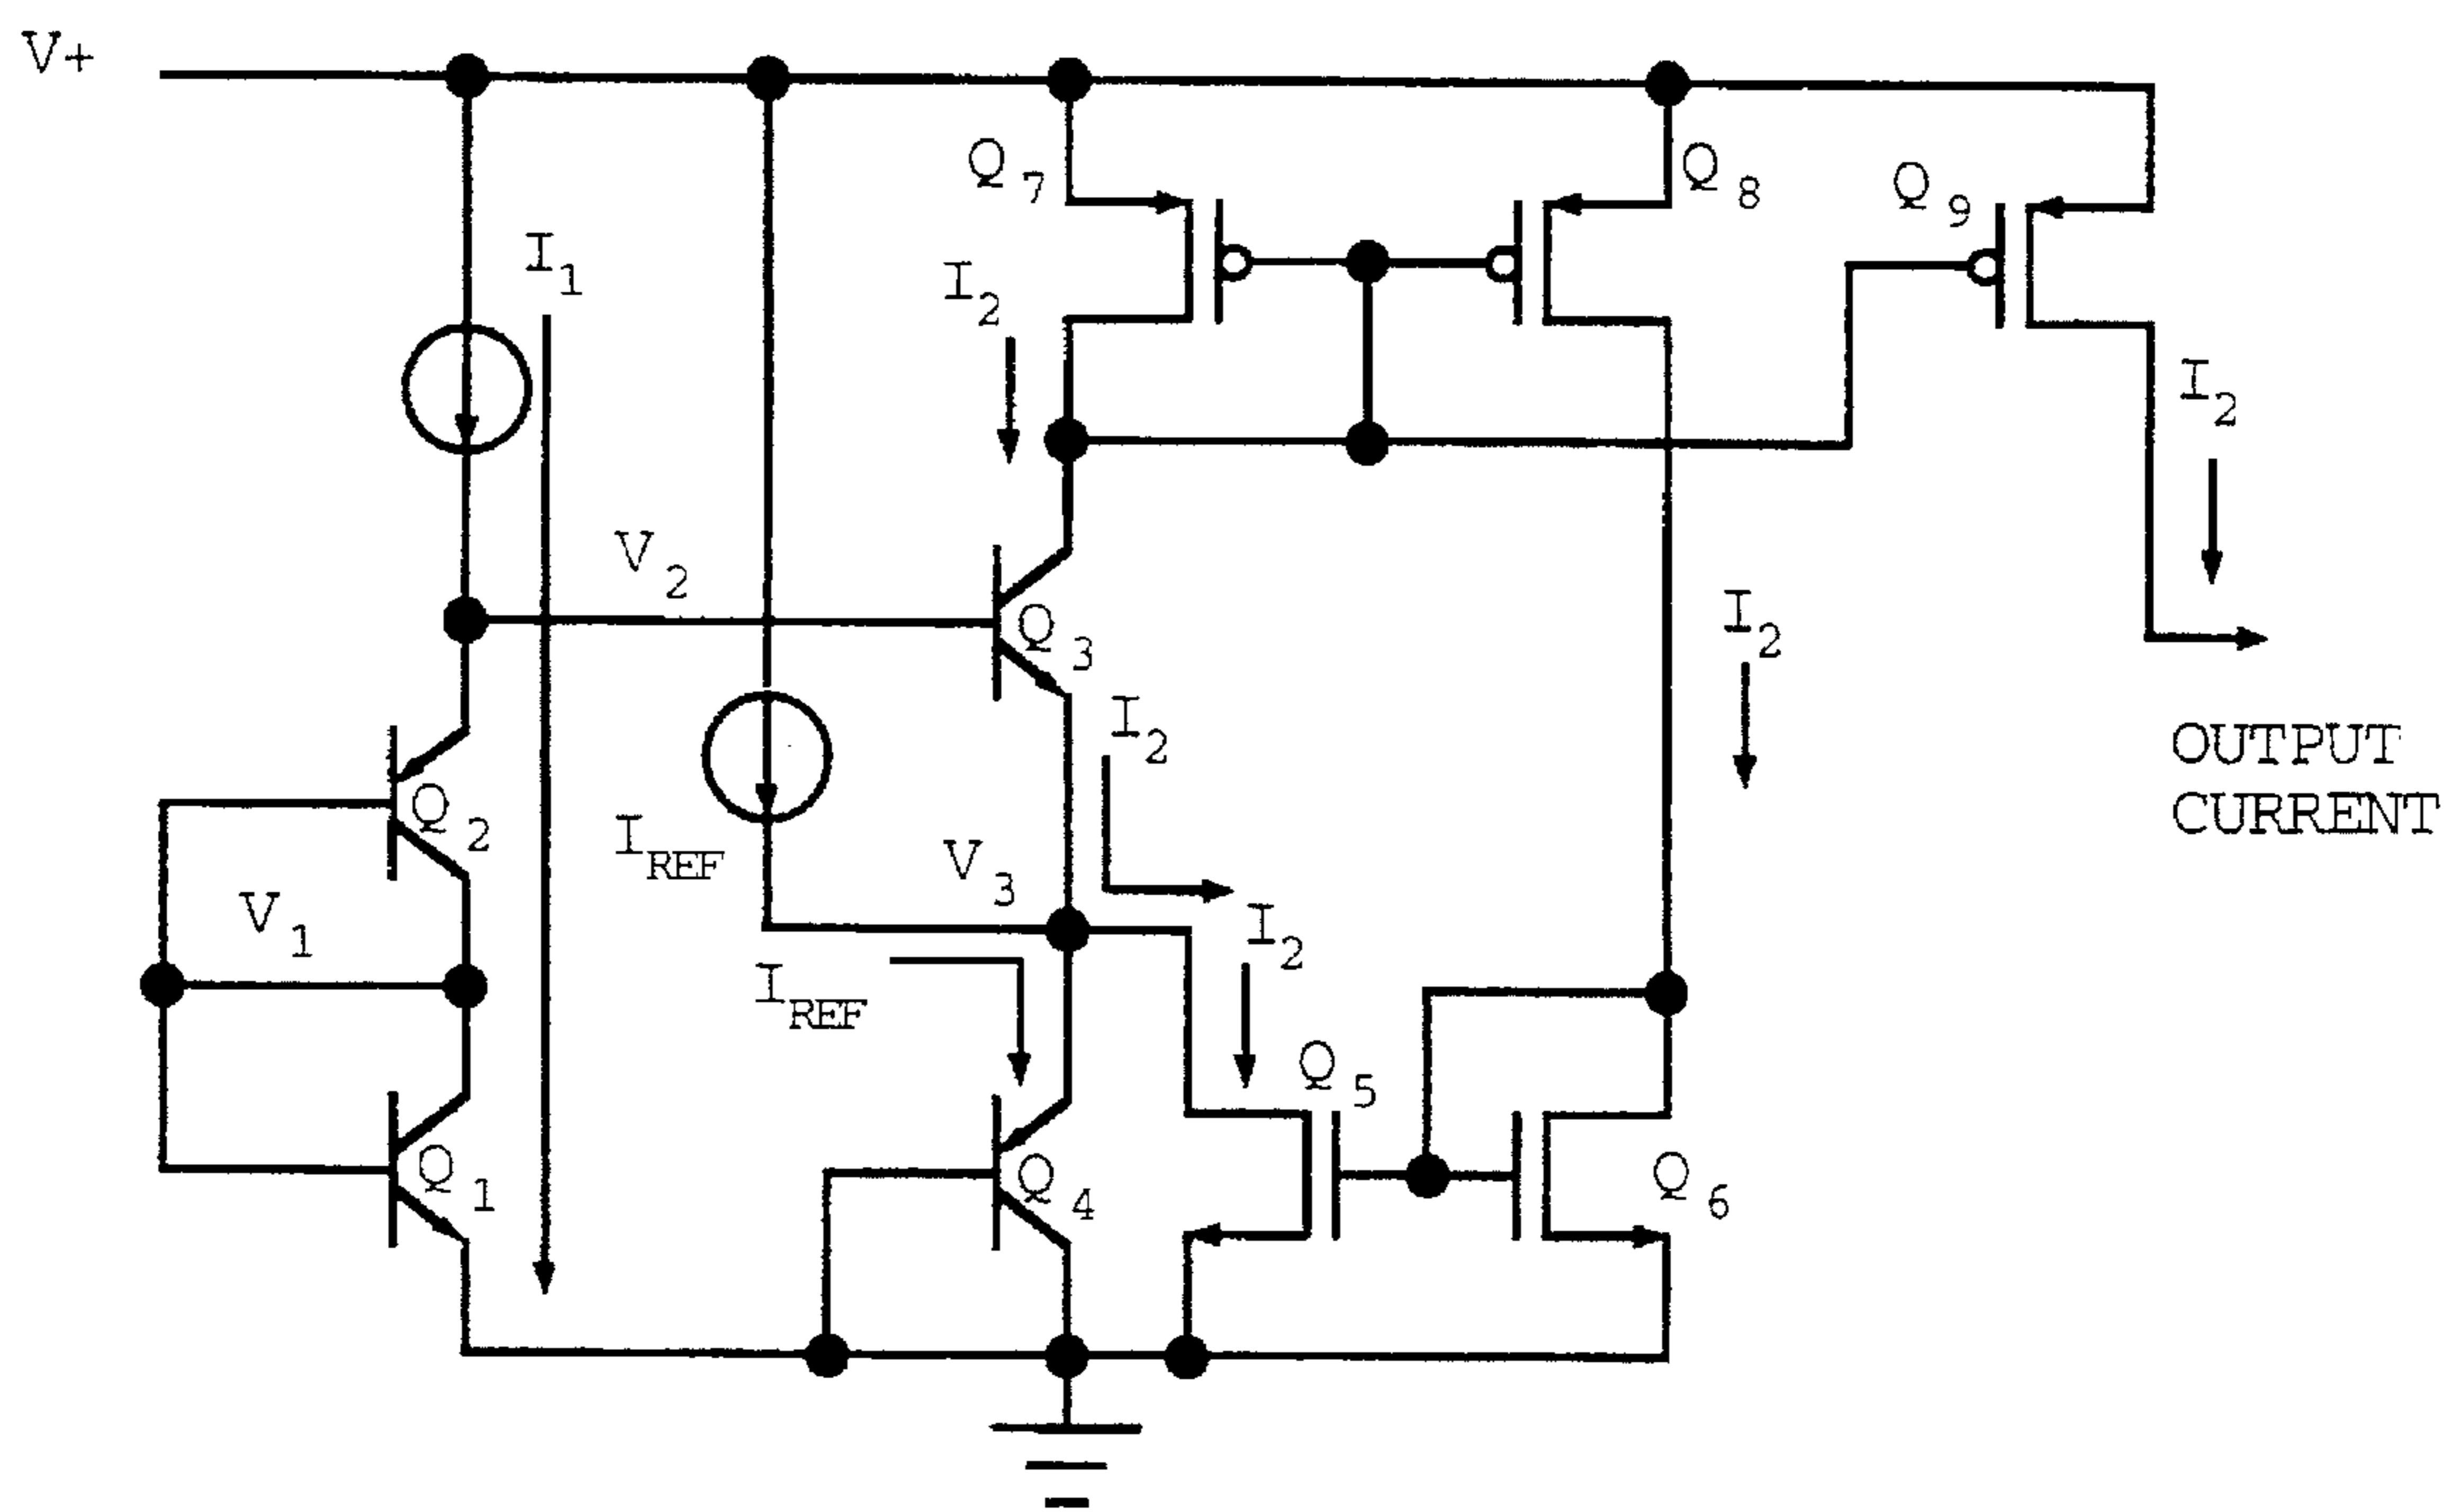 V+
Q7
Q8
Q9
I1
I2
I2
V2
Q3
I2
I2
OUTPUT
CURRENT
Q2
IREF
V3
V1
I2
IREF
Q5
Q1
Q4
Q6